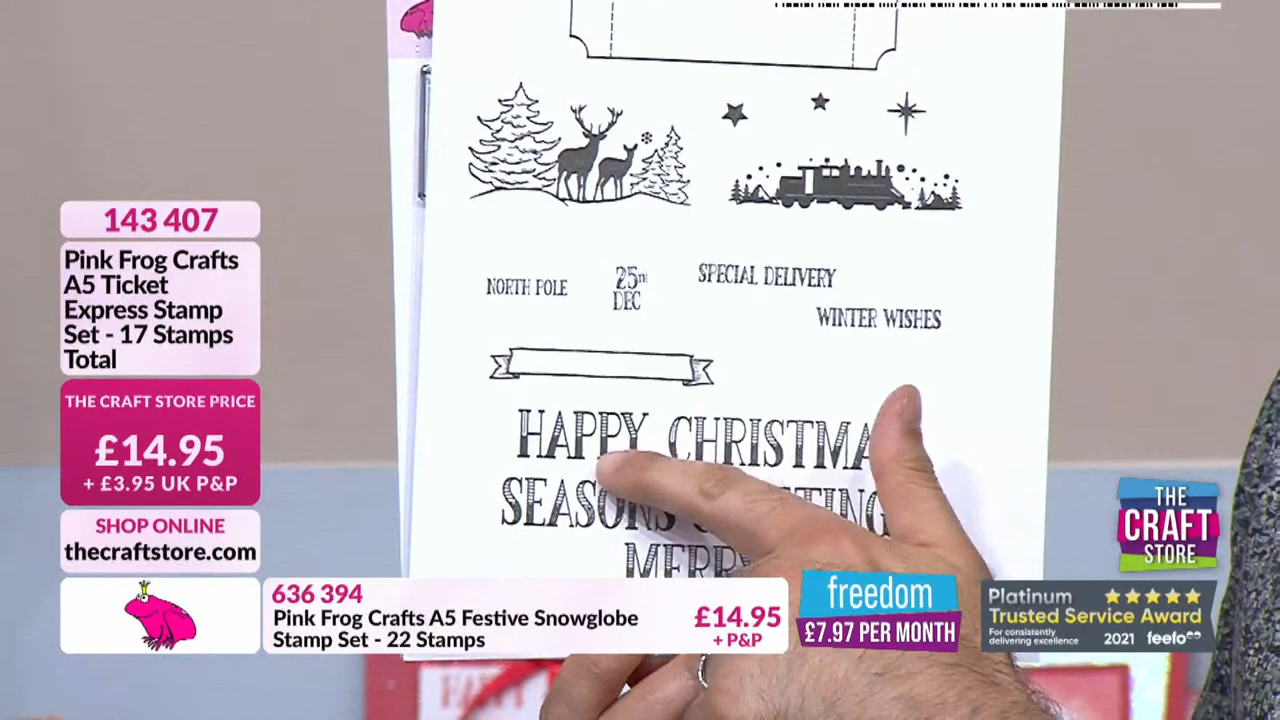 NORTH POLE
25TH
DEC
SPECIAL DELIVERY
WINTER WISHES
HAPPY CHRISTMA
SEASONS
MERRY
143 407
Pink Frog Crafts
A5 Ticket
Express Stamp
Set - 17 Stamps
Total
THE CRAFT STORE PRICE
£14.95
+ £3.95 UK P&P
SHOP ONLINE
thecraftstore.com
636 394
Pink Frog Crafts A5 Festive Snowglobe
Stamp Set - 22 Stamps
£14.95
+ P&P
freedom
£7.97 PER MONTH
THE
CRAFT
STORE
Platinum
Trusted Service Award
For consistently
delivering excellence
2021 feefo